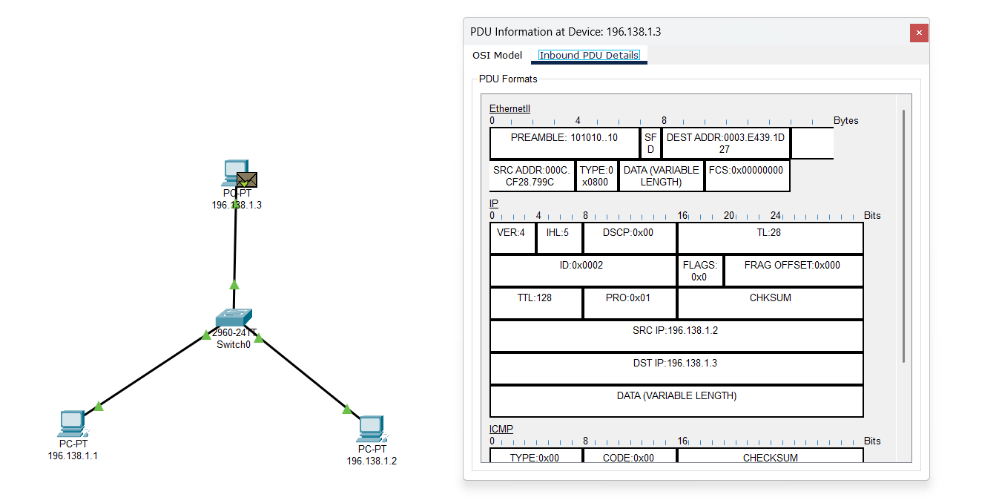 PDU Information at Device: 196.138.1.3
OSI Model Inbound PDU Details
PDU Formats
EthernetII
0 4 8 Bytes
PREAMBLE: 101010..10 SF DEST ADDR:0003.E439.1D
D 27
SRC ADDR:000C. TYPE:0 DATA (VARIABLE FCS:0x00000000
CF28.799C x0800 LENGTH)
IP
0 4 8 16 20 24 Bits
VER:4 IHL:5 DSCP:0x00 TL:28
ID:0x0002 FLAGS: FRAG OFFSET:0x000
0x0
TTL:128 PRO:0x01 CHKSUM
SRC IP:196.138.1.2
DST IP:196.138.1.3
DATA (VARIABLE LENGTH)
ICMP
0 8 16 Bits
TYPE:0x00 CODE:0x00 CHECKSUM
PC-PT
196.138.1.3
2960-24TT
Switch0
PC-PT
196.138.1.1
PC-PT
196.138.1.2